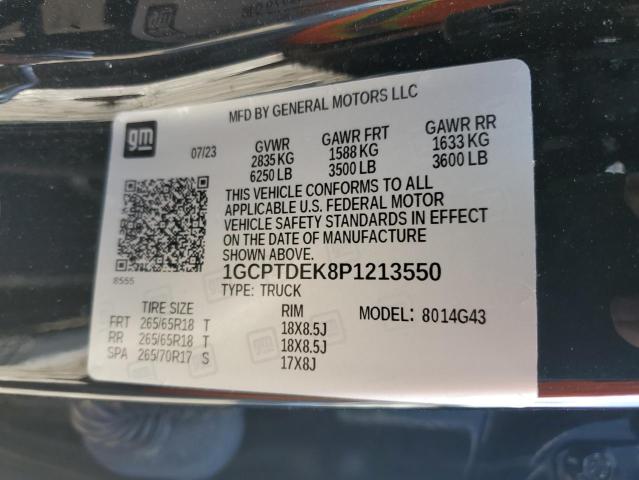 MFD BY GENERAL MOTORS LLC
gm
07/23
GVWR GAWR FRT GAWR RR
2835 KG 1588 KG 1633 KG
6250 LB 3500 LB 3600 LB
THIS VEHICLE CONFORMS TO ALL
APPLICABLE U.S. FEDERAL MOTOR
VEHICLE SAFETY STANDARDS IN EFFECT
ON THE DATE OF MANUFACTURE
SHOWN ABOVE.
8555
1GCPTDEK8P1213550
TYPE: TRUCK
TIRE SIZE RIM MODEL: 8014G43
FRT 265/65R18 T 18X8.5J
RR 265/65R18 T 18X8.5J
SPA 265/70R17 S 17X8J